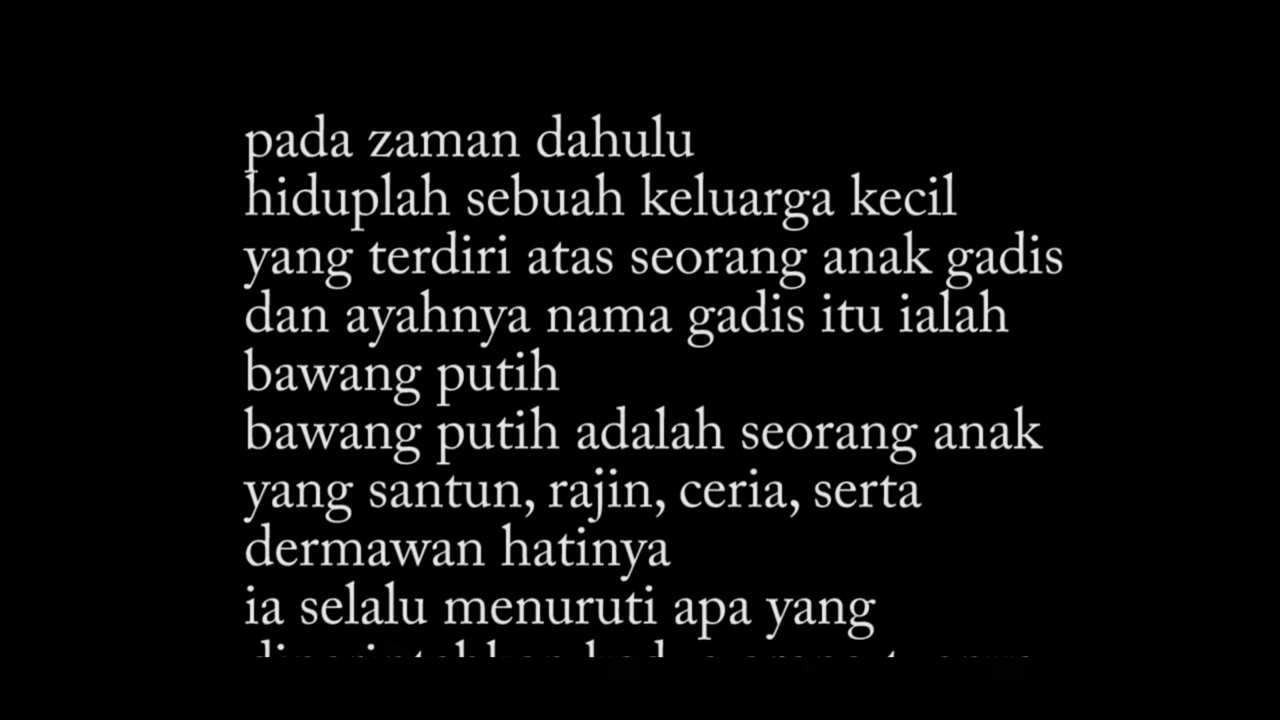 pada zaman dahulu
hiduplah sebuah keluarga kecil
yang terdiri atas seorang anak gadis
dan ayahnya nama gadis itu ialah
bawang putih
bawang putih adalah seorang anak
yang santun, rajin, ceria, serta
dermawan hatinya
ia selalu menuruti apa yang